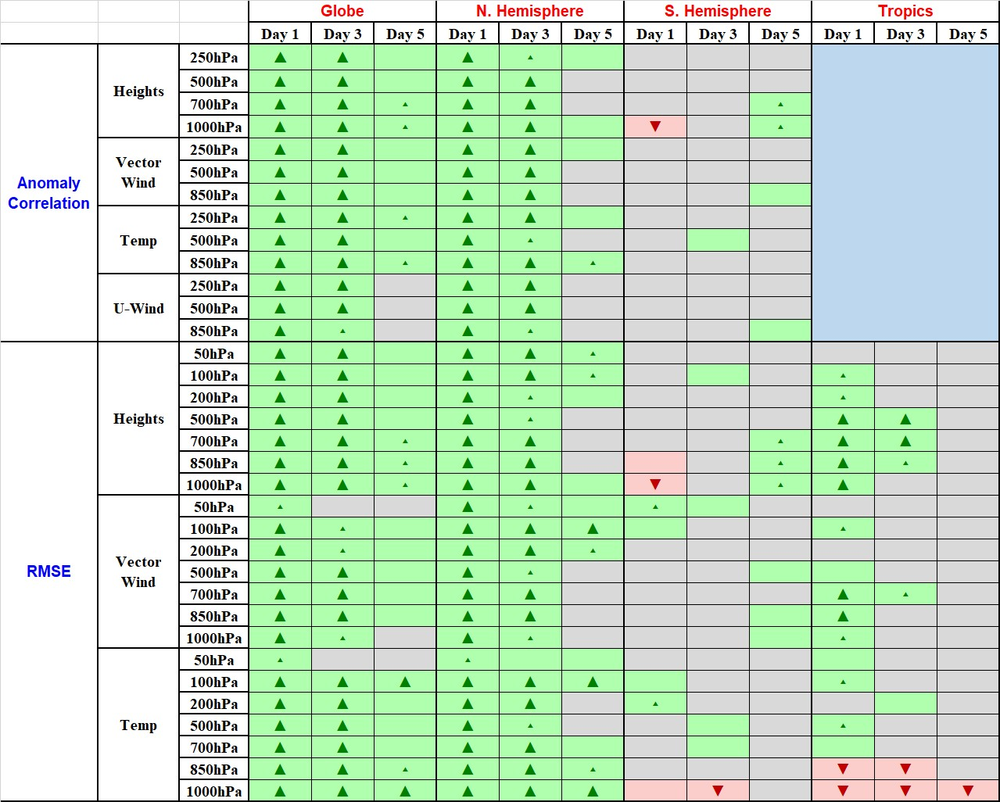 Globe N. Hemisphere S. Hemisphere Tropics
Day 1 Day 3 Day 5 Day 1 Day 3 Day 5 Day 1 Day 3 Day 5 Day 1 Day 3 Day 5
Anomaly
Correlation
Heights
250hPa
500hPa
700hPa
1000hPa
Vector
Wind
250hPa
500hPa
850hPa
Temp
250hPa
500hPa
850hPa
U-Wind
250hPa
500hPa
850hPa
RMSE
Heights
50hPa
100hPa
200hPa
500hPa
700hPa
850hPa
1000hPa
Vector
Wind
50hPa
100hPa
200hPa
500hPa
700hPa
850hPa
1000hPa
Temp
50hPa
100hPa
200hPa
500hPa
700hPa
850hPa
1000hPa